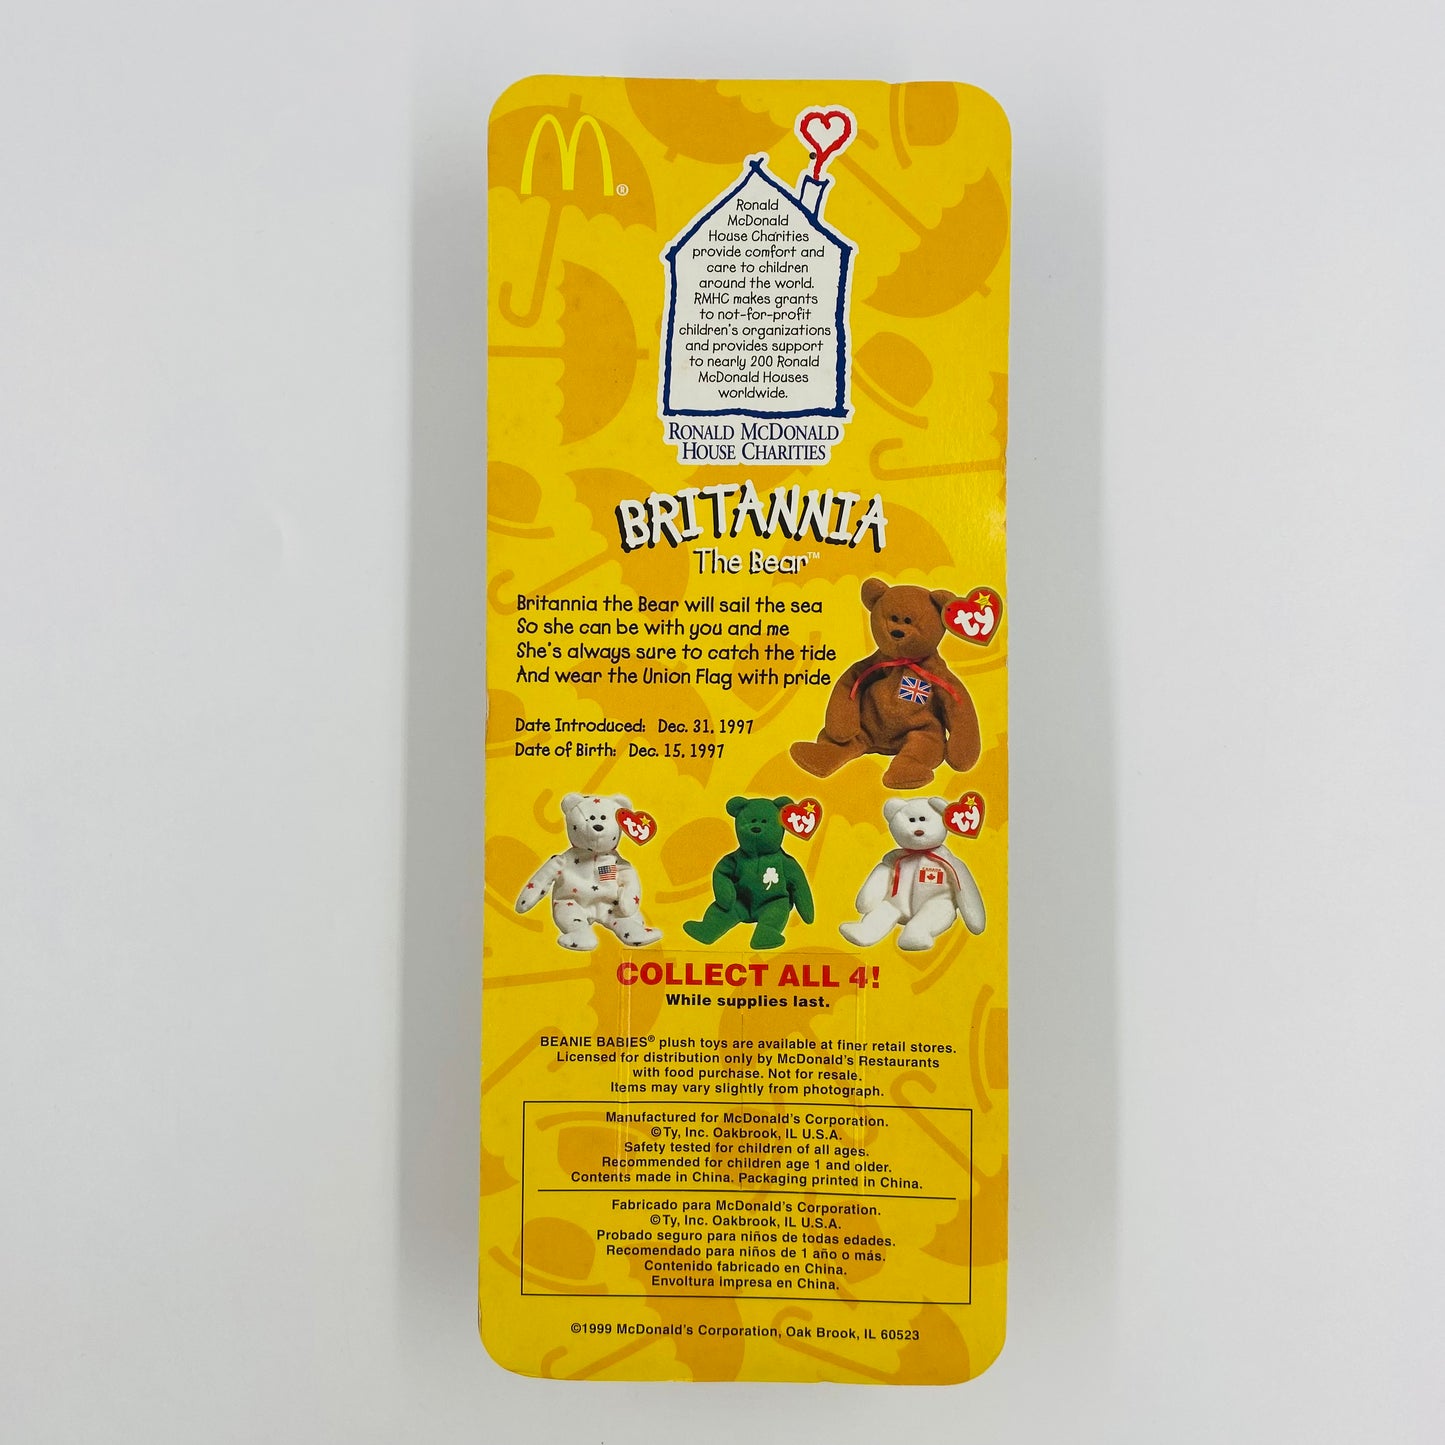 M®
Ronald
McDonald
House Charities
provide comfort and
care to children
around the world.
RMHC makes grants
to not-for-profit
children's organizations
and provides support
to nearly 200 Ronald
McDonald Houses
worldwide.
RONALD MCDONALD
HOUSE CHARITIES
BRITANNIA
The Bear™
Britannia the Bear will sail the sea
So she can be with you and me
She's always sure to catch the tide
And wear the Union Flag with pride
Date Introduced: Dec. 31, 1997
Date of Birth: Dec. 15, 1997
ty
ty
ty
ty
CANADA
COLLECT ALL 4!
While supplies last.
BEANIE BABIES® plush toys are available at finer retail stores.
Licensed for distribution only by McDonald's Restaurants
with food purchase. Not for resale.
Items may vary slightly from photograph.
Manufactured for McDonald's Corporation.
©Ty, Inc. Oakbrook, IL U.S.A.
Safety tested for children of all ages.
Recommended for children age 1 and older.
Contents made in China. Packaging printed in China.
Fabricado para McDonald's Corporation.
©Ty, Inc. Oakbrook, IL U.S.A.
Probado seguro para niños de todas edades.
Recomendado para niños de 1 año o más.
Contenido fabricado en China.
Envoltura impresa en China.
©1999 McDonald's Corporation, Oak Brook, IL 60523